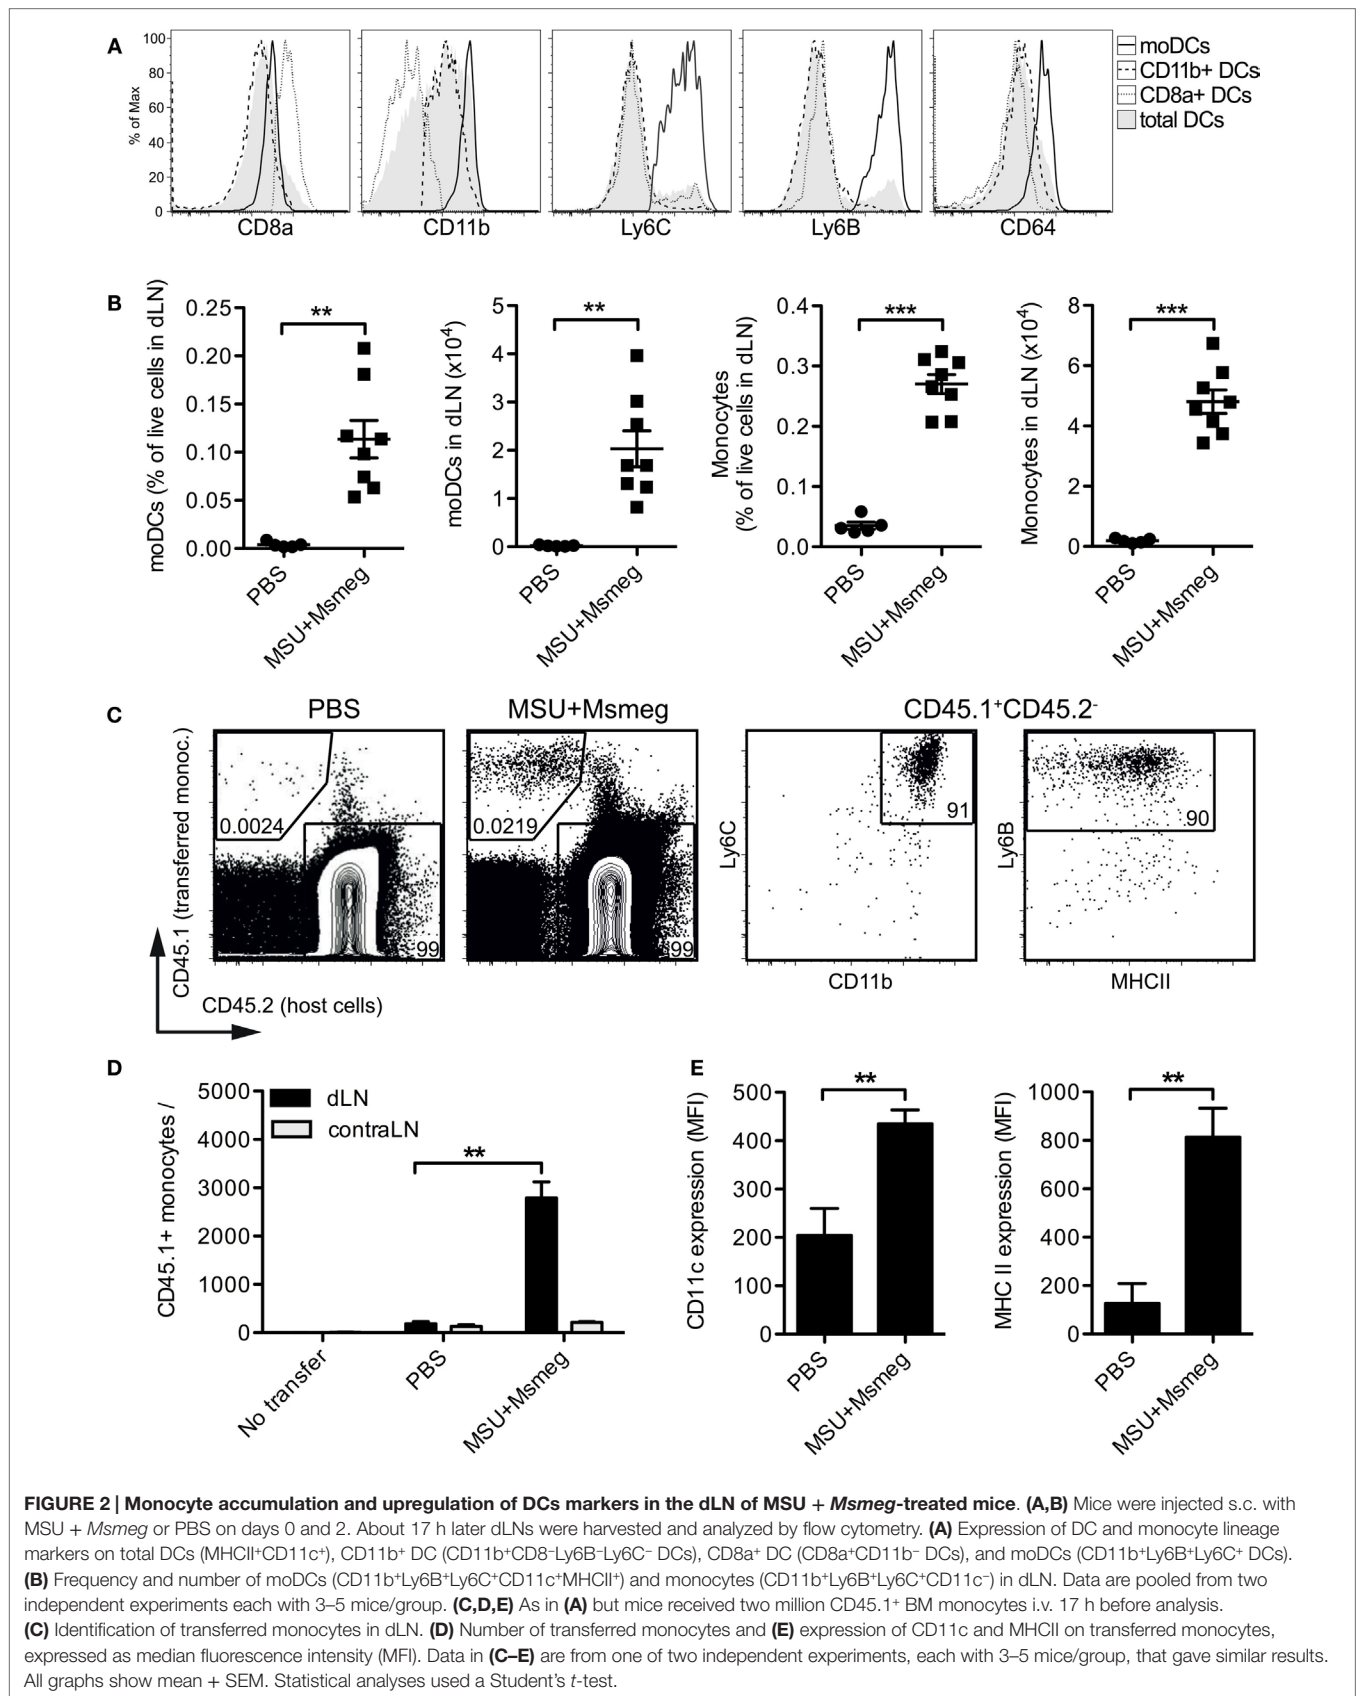 A
100
80
60
40
20
0
% of Max
CD8a
CD11b
Ly6C
Ly6B
CD64
moDCs
CD11b+ DCs
CD8a+ DCs
total DCs
B
moDCs (% of live cells in dLN)
0.25
0.20
0.15
0.10
0.05
0.00
**
PBS
MSU+Msmeg
moDCs in dLN (x10⁴)
5
4
3
2
1
0
**
PBS
MSU+Msmeg
Monocytes
(% of live cells in dLN)
0.4
0.3
0.2
0.1
0.0
***
PBS
MSU+Msmeg
Monocytes in dLN (x10⁴)
8
6
4
2
0
***
PBS
MSU+Msmeg
C
PBS
MSU+Msmeg
CD45.1⁺CD45.2⁻
CD45.1 (transferred monoc.)
0.0024
99
0.0219
99
CD45.2 (host cells)
Ly6C
91
CD11b
Ly6B
90
MHCII
D
CD45.1+ monocytes /
5000
4000
3000
2000
1000
0
dLN
contraLN
**
No transfer
PBS
MSU+Msmeg
E
CD11c expression (MFI)
500
400
300
200
100
0
**
PBS
MSU+Msmeg
MHC II expression (MFI)
1000
800
600
400
200
0
**
PBS
MSU+Msmeg
FIGURE 2 | Monocyte accumulation and upregulation of DCs markers in the dLN of MSU + Msmeg-treated mice. (A,B) Mice were injected s.c. with
MSU + Msmeg or PBS on days 0 and 2. About 17 h later dLNs were harvested and analyzed by flow cytometry. (A) Expression of DC and monocyte lineage
markers on total DCs (MHCII⁺CD11c⁺), CD11b⁺ DC (CD11b⁺CD8⁻Ly6B⁻Ly6C⁻ DCs), CD8a⁺ DC (CD8a⁺CD11b⁻ DCs), and moDCs (CD11b⁺Ly6B⁺Ly6C⁺ DCs).
(B) Frequency and number of moDCs (CD11b⁺Ly6B⁺Ly6C⁺CD11c⁺MHCII⁺) and monocytes (CD11b⁺Ly6B⁺Ly6C⁺CD11c⁻) in dLN. Data are pooled from two
independent experiments each with 3–5 mice/group. (C,D,E) As in (A) but mice received two million CD45.1⁺ BM monocytes i.v. 17 h before analysis.
(C) Identification of transferred monocytes in dLN. (D) Number of transferred monocytes and (E) expression of CD11c and MHCII on transferred monocytes,
expressed as median fluorescence intensity (MFI). Data in (C–E) are from one of two independent experiments, each with 3–5 mice/group, that gave similar results.
All graphs show mean + SEM. Statistical analyses used a Student's t-test.